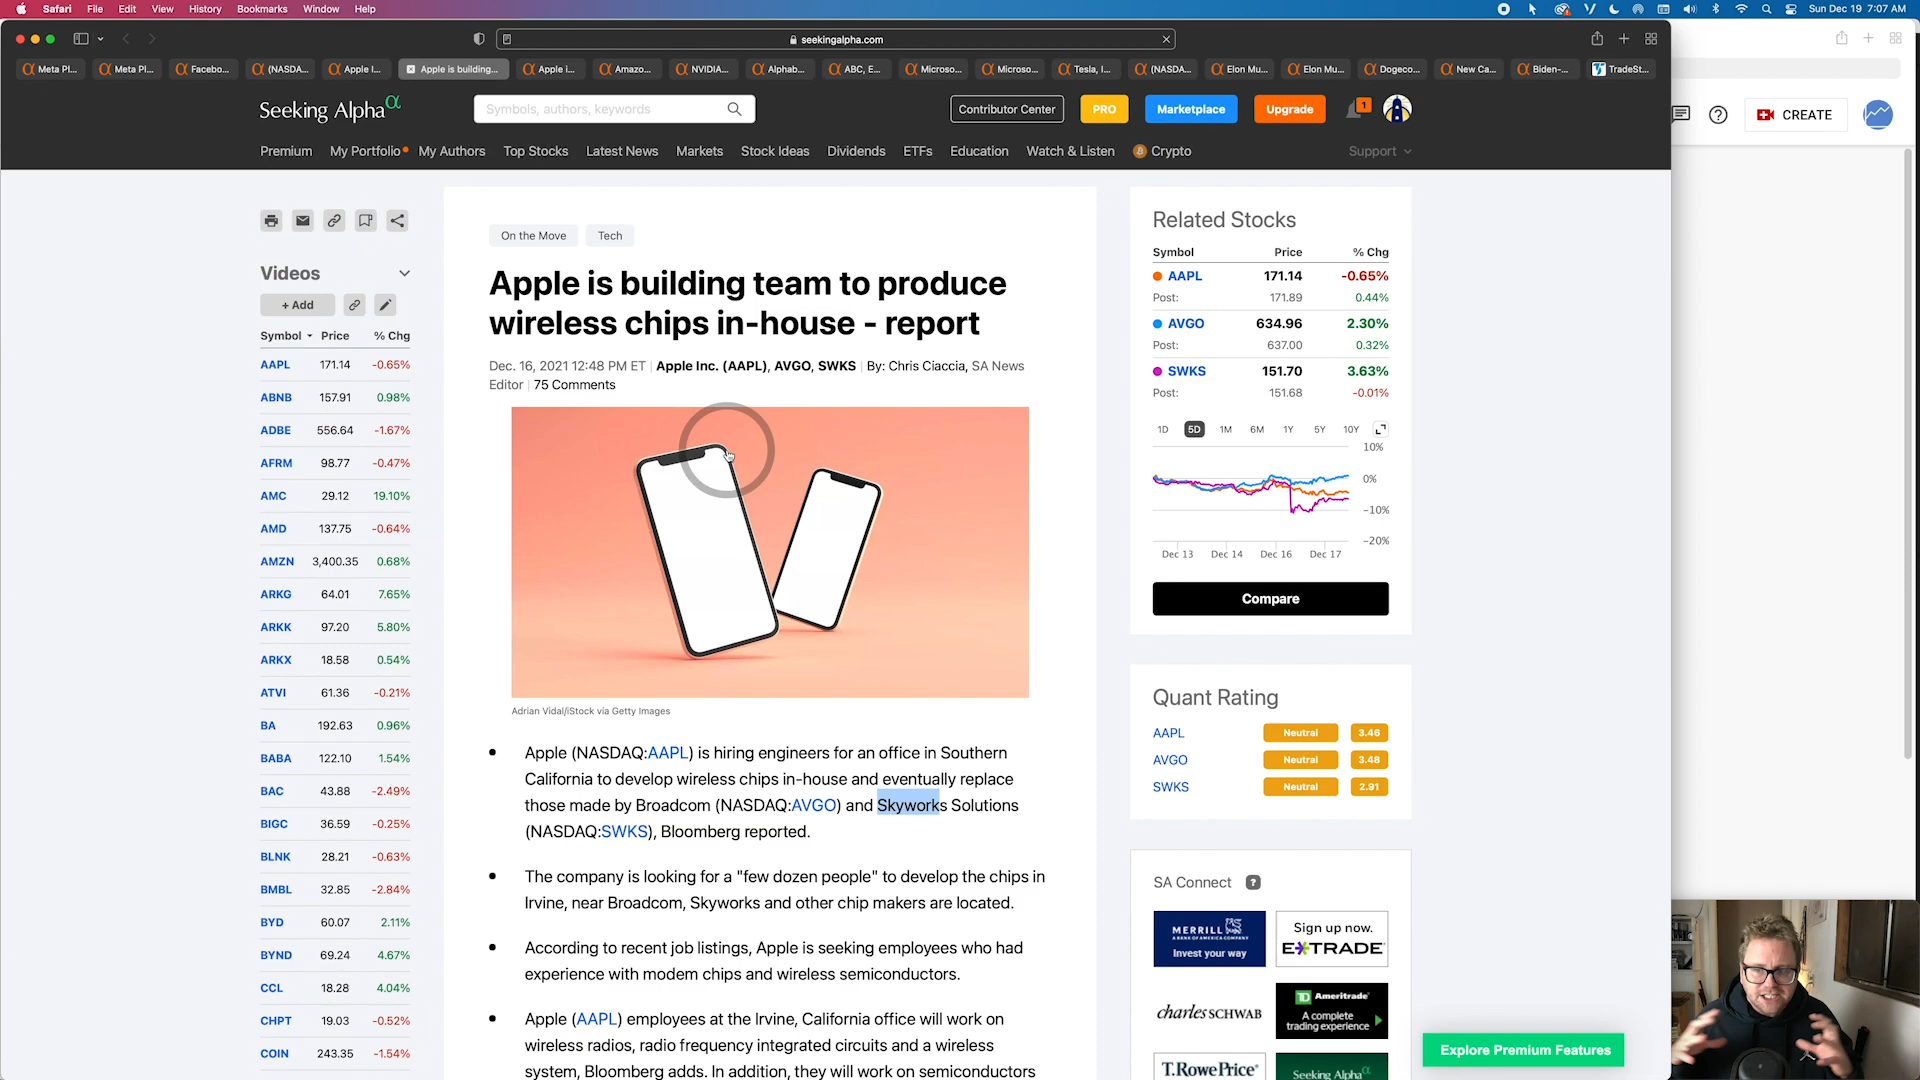 Safari File Edit View History Bookmarks Window Help
Sun Dec 19 7:07 AM
seekingalpha.com
Meta Pl... Meta Pl... Facebo... (NASDA... Apple I... Apple is building... Apple i... Amazo... NVIDIA... Alphab... ABC, E... Microso... Microso... Tesla, I... (NASDA... Elon Mu... Elon Mu... Dogeco... New Ca... Biden-... TradeSt...
Seeking Alpha α
Symbols, authors, keywords
Contributor Center PRO Marketplace Upgrade 1
CREATE
Premium My Portfolio My Authors Top Stocks Latest News Markets Stock Ideas Dividends ETFs Education Watch & Listen Crypto Support
Videos
+ Add
Symbol Price % Chg
AAPL 171.14 -0.65%
ABNB 157.91 0.98%
ADBE 556.64 -1.67%
AFRM 98.77 -0.47%
AMC 29.12 19.10%
AMD 137.75 -0.64%
AMZN 3,400.35 0.68%
ARKG 64.01 7.65%
ARKK 97.20 5.80%
ARKX 18.58 0.54%
ATVI 61.36 -0.21%
BA 192.63 0.96%
BABA 122.10 1.54%
BAC 43.88 -2.49%
BIGC 36.59 -0.25%
BLNK 28.21 -0.63%
BMBL 32.85 -2.84%
BYD 60.07 2.11%
BYND 69.24 4.67%
CCL 18.28 4.04%
CHPT 19.03 -0.52%
COIN 243.35 -1.54%
On the Move Tech
Apple is building team to produce
wireless chips in-house - report
Dec. 16, 2021 12:48 PM ET | Apple Inc. (AAPL), AVGO, SWKS | By: Chris Ciaccia, SA News
Editor | 75 Comments
Adrian Vidal/iStock via Getty Images
• Apple (NASDAQ:AAPL) is hiring engineers for an office in Southern
California to develop wireless chips in-house and eventually replace
those made by Broadcom (NASDAQ:AVGO) and Skyworks Solutions
(NASDAQ:SWKS), Bloomberg reported.
• The company is looking for a "few dozen people" to develop the chips in
Irvine, near Broadcom, Skyworks and other chip makers are located.
• According to recent job listings, Apple is seeking employees who had
experience with modem chips and wireless semiconductors.
• Apple (AAPL) employees at the Irvine, California office will work on
wireless radios, radio frequency integrated circuits and a wireless
system, Bloomberg adds. In addition, they will work on semiconductors
Related Stocks
Symbol Price % Chg
AAPL 171.14 -0.65%
Post: 171.89 0.44%
AVGO 634.96 2.30%
Post: 637.00 0.32%
SWKS 151.70 3.63%
Post: 151.68 -0.01%
1D 5D 1M 6M 1Y 5Y 10Y
10%
0%
-10%
-20%
Dec 13 Dec 14 Dec 16 Dec 17
Compare
Quant Rating
AAPL Neutral 3.46
AVGO Neutral 3.48
SWKS Neutral 2.91
SA Connect ?
MERRILL
A BANK OF AMERICA COMPANY
Invest your way
Sign up now.
E*TRADE
charles SCHWAB
TD Ameritrade
A complete
trading experience
T.RowePrice
Seeking Alpha α
Explore Premium Features